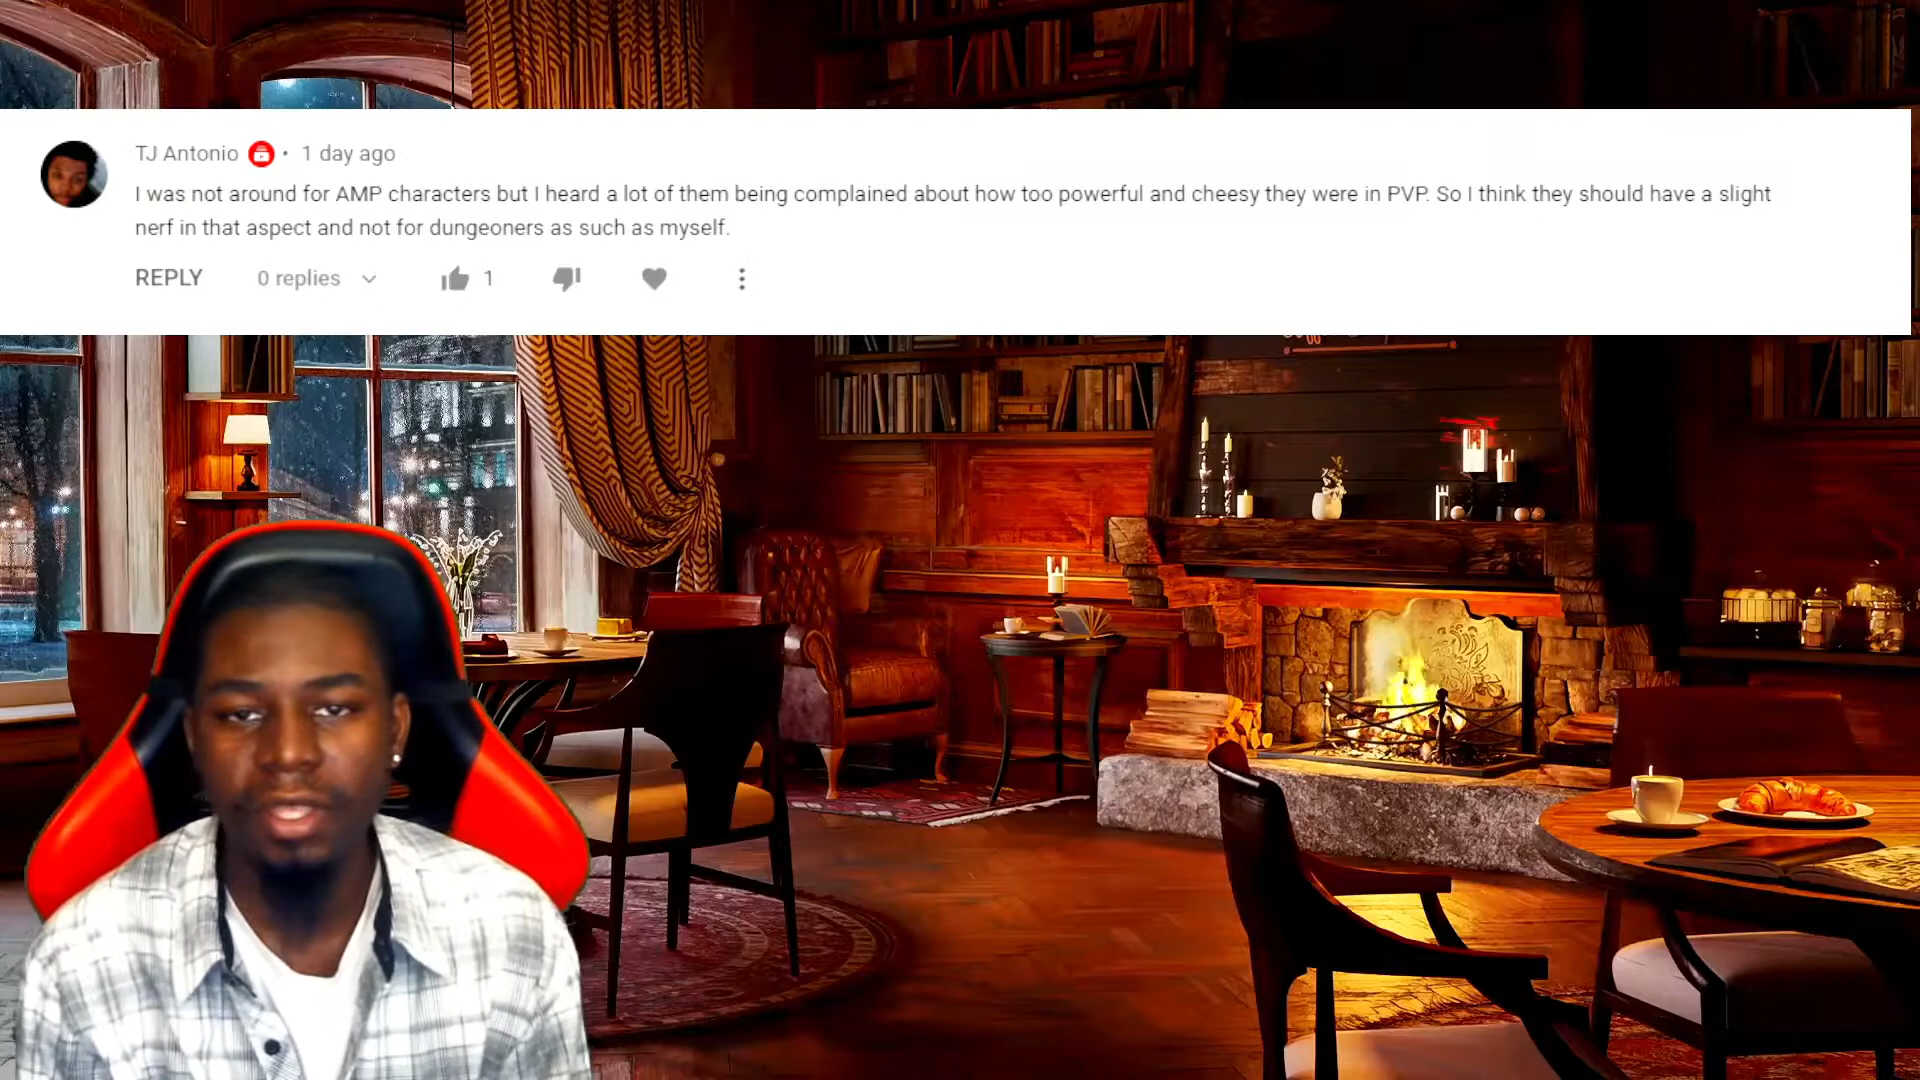 TJ Antonio • 1 day ago
I was not around for AMP characters but I heard a lot of them being complained about how too powerful and cheesy they were in PVP. So I think they should have a slight
nerf in that aspect and not for dungeoners as such as myself.
REPLY 0 replies 1